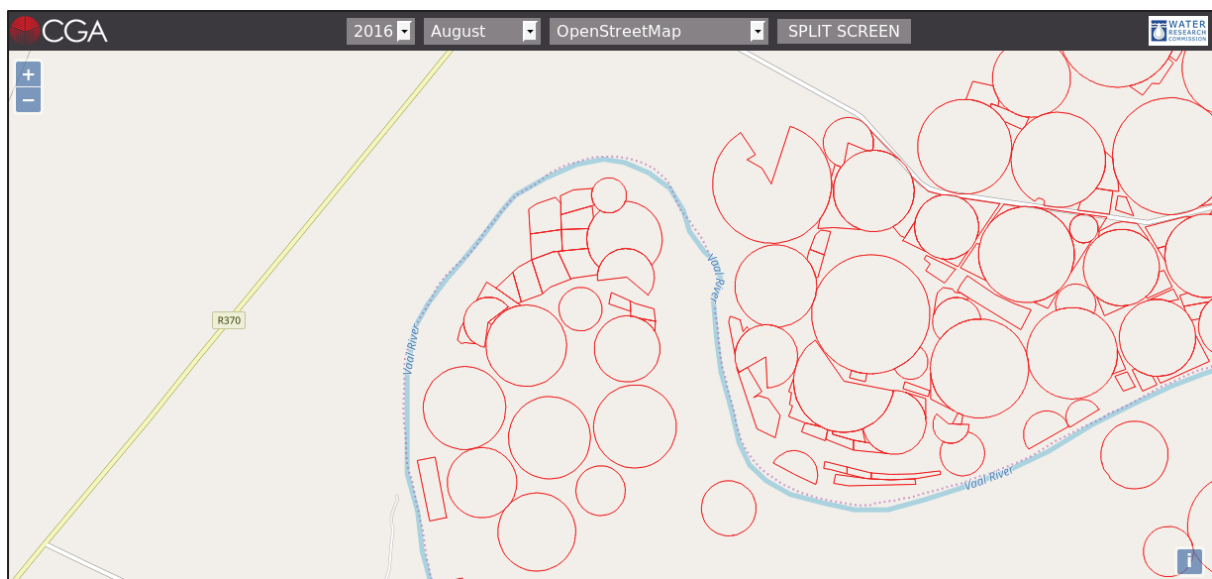 CGA
2016
August
OpenStreetMap
SPLIT SCREEN
WATER
RESEARCH
COMMISSION
+
−
Vaal River
R370
Vaal River
Vaal River
i